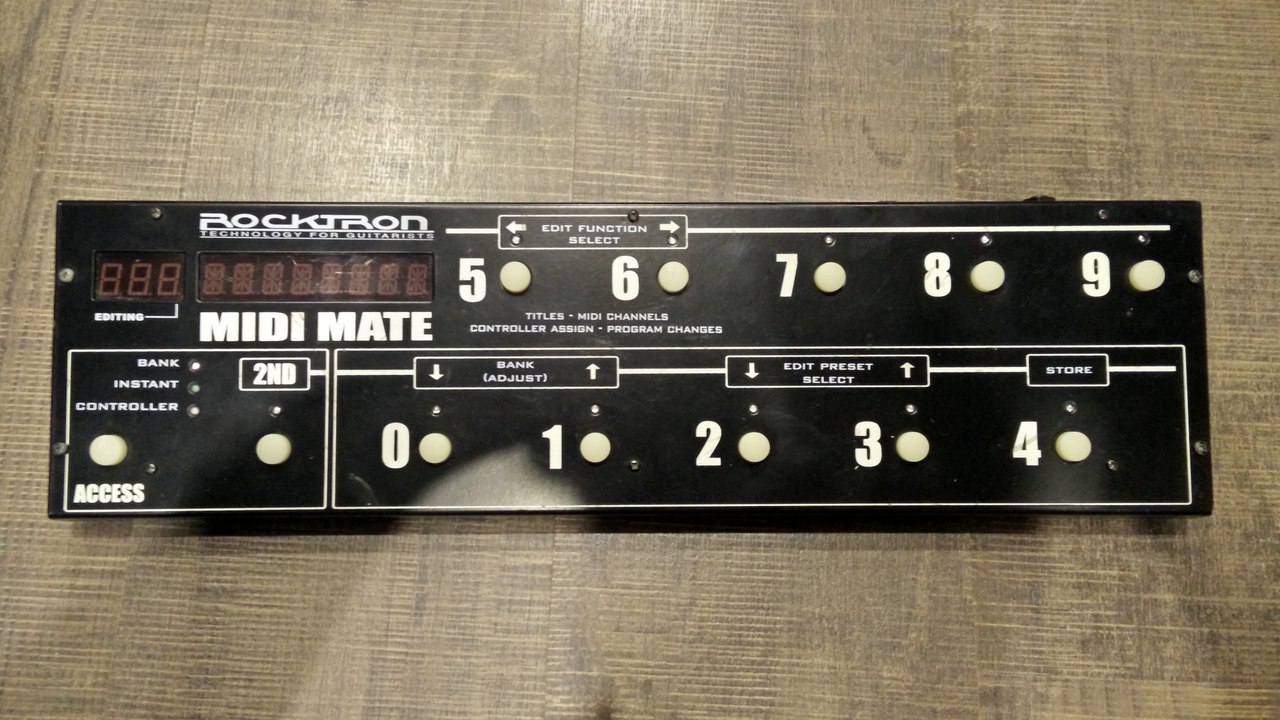 ROCKTRON
TECHNOLOGY FOR GUITARISTS
EDIT FUNCTION
SELECT
5 6 7 8 9
EDITING
MIDI MATE
TITLES - MIDI CHANNELS
CONTROLLER ASSIGN - PROGRAM CHANGES
BANK
INSTANT
CONTROLLER
2ND
ACCESS
BANK
(ADJUST)
EDIT PRESET
SELECT
STORE
0 1 2 3 4